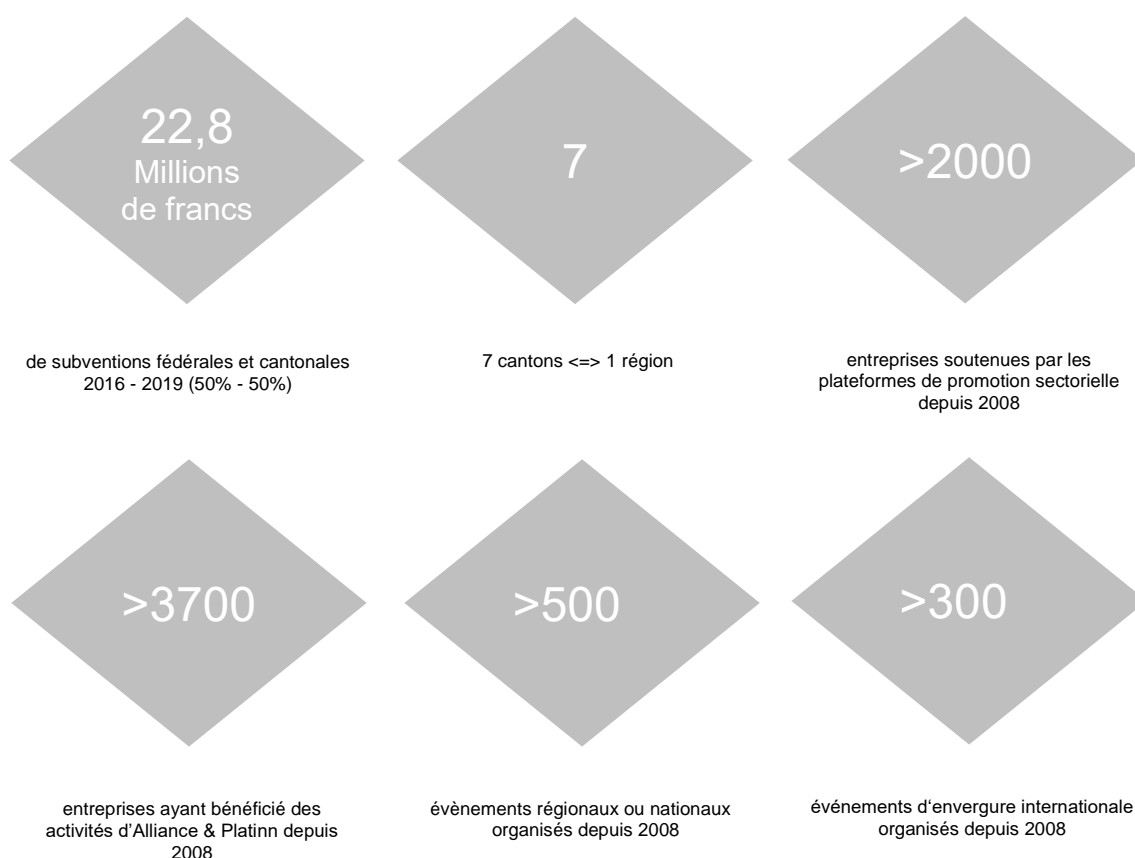 22,8
Millions
de francs
7
>2000
de subventions fédérales et cantonales
2016 - 2019 (50% - 50%)
7 cantons <=> 1 région
entreprises soutenues par les
plateformes de promotion sectorielle
depuis 2008
>3700
>500
>300
entreprises ayant bénéficié des
activités d’Alliance & Platinn depuis
2008
évènements régionaux ou nationaux
organisés depuis 2008
événements d‘envergure internationale
organisés depuis 2008